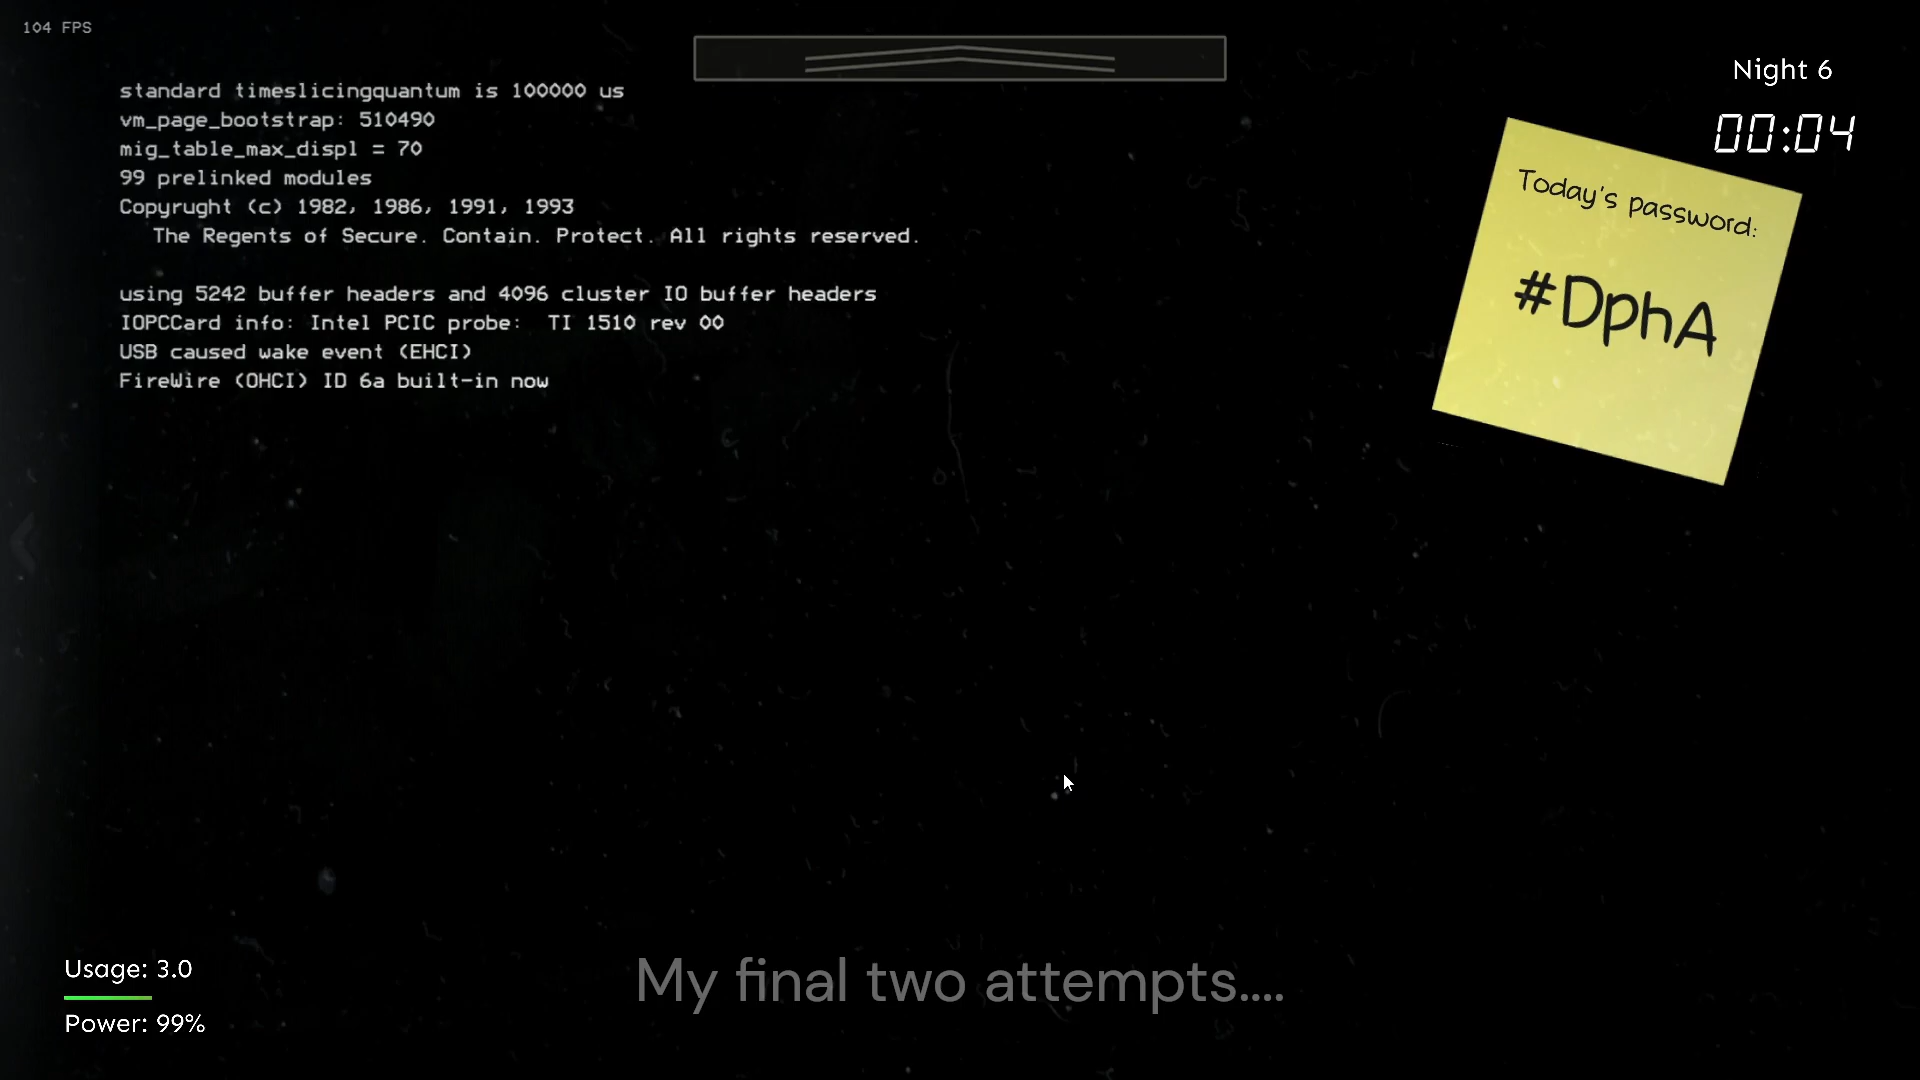 104 FPS
standard timeslicingquantum is 100000 us
vm_page_bootstrap: 510490
mig_table_max_displ = 70
99 prelinked modules
Copyrught (c) 1982, 1986, 1991, 1993
The Regents of Secure. Contain. Protect. All rights reserved.
using 5242 buffer headers and 4096 cluster IO buffer headers
IOPCCard info: Intel PCIC probe: TI 1510 rev 00
USB caused wake event (EHCI)
FireWire (OHCI) ID 6a built-in now
Night 6
00:04
Today's password:
#DphA
Usage: 3.0
Power: 99%
My final two attempts....